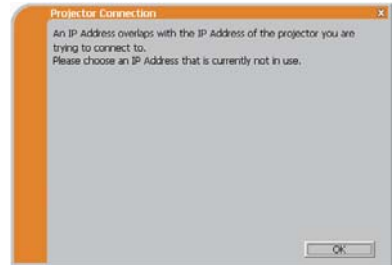 Projector Connection
An IP Address overlaps with the IP Address of the projector you are
trying to connect to.
Please choose an IP Address that is currently not in use.
OK